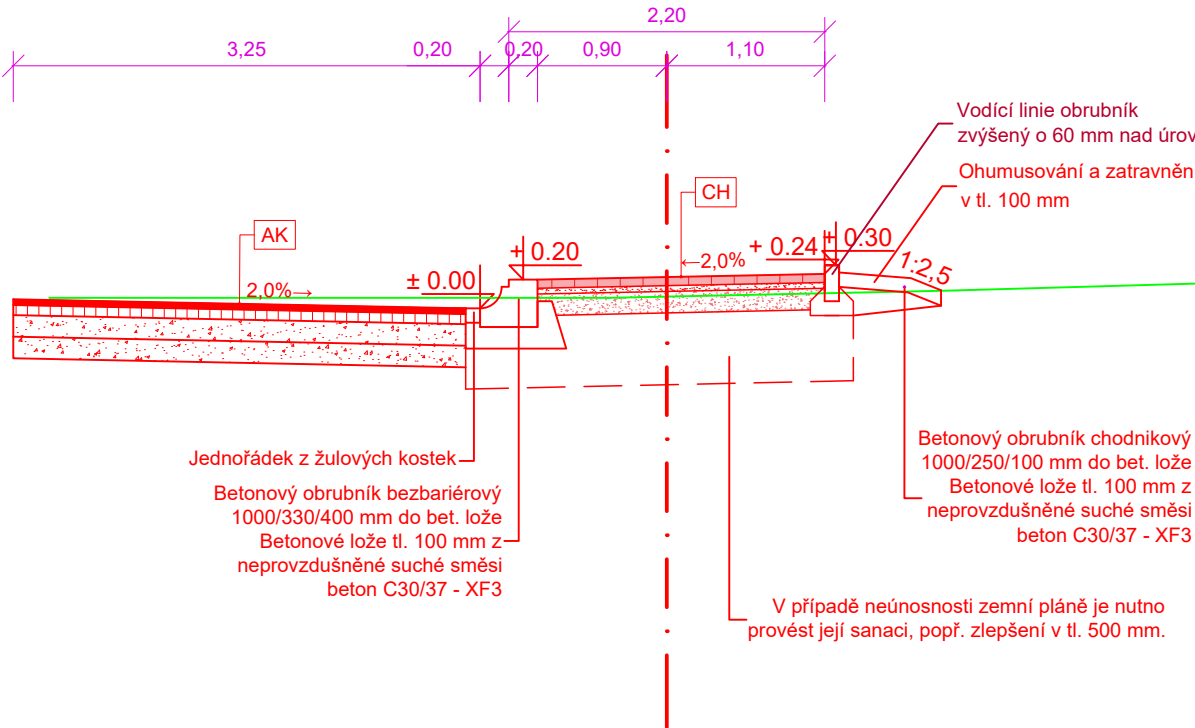 2,20
3,25
0,20
0,20
0,90
1,10
Vodící linie obrubník
zvýšený o 60 mm nad úrov
Ohumusování a zatravněn
v tl. 100 mm
CH
AK
+ 0.20
+ 0.24
+ 0.30
←2,0%
1:2,5
2,0%→
± 0.00
Jednořádek z žulových kostek
Betonový obrubník bezbariérový
1000/330/400 mm do bet. lože
Betonové lože tl. 100 mm z
neprovzdušněné suché směsi
beton C30/37 - XF3
Betonový obrubník chodnikový
1000/250/100 mm do bet. lože
Betonové lože tl. 100 mm z
neprovzdušněné suché směsi
beton C30/37 - XF3
V případě neúnosnosti zemní pláně je nutno
provést její sanaci, popř. zlepšení v tl. 500 mm.